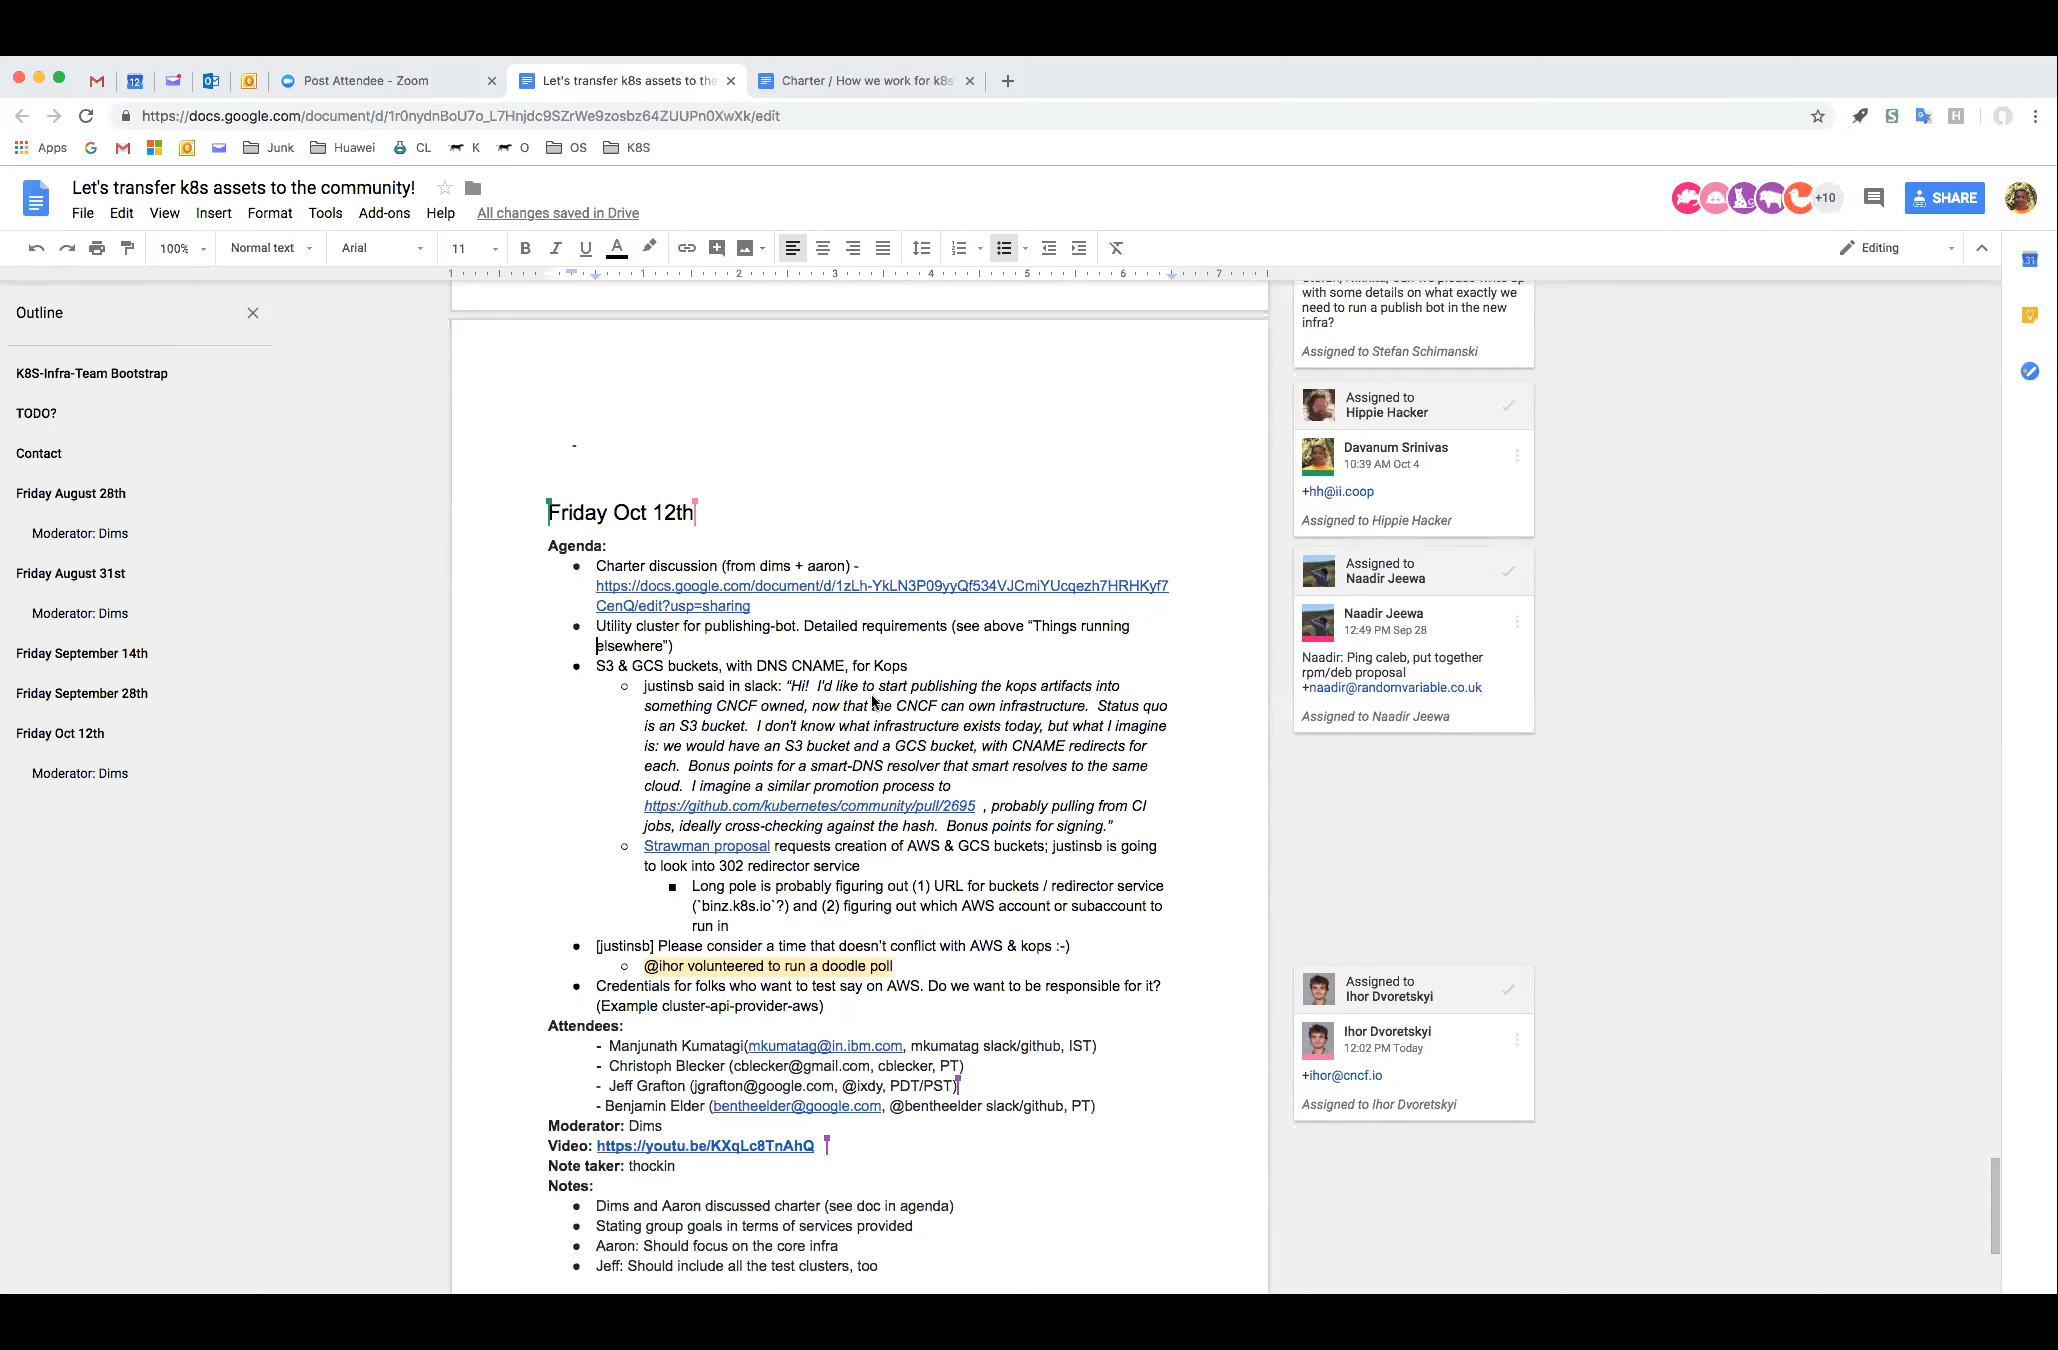 Post Attendee - Zoom
Let's transfer k8s assets to the
Charter / How we work for k8s
https://docs.google.com/document/d/1r0nydnBoU7o_L7Hnjdc9SZrWe9zosbz64ZUUPn0XwXk/edit
Apps
Junk
Huawei
CL
K
O
OS
K8S
Let's transfer k8s assets to the community!
File Edit View Insert Format Tools Add-ons Help All changes saved in Drive
+10
SHARE
100% Normal text Arial 11 B I U A
Editing
1 1 2 3 4 5 6 7
31
Outline
K8S-Infra-Team Bootstrap
TODO?
Contact
Friday August 28th
Moderator: Dims
Friday August 31st
Moderator: Dims
Friday September 14th
Friday September 28th
Friday Oct 12th
Moderator: Dims
-
Friday Oct 12th
Agenda:
● Charter discussion (from dims + aaron) -
https://docs.google.com/document/d/1zLh-YkLN3P09yyQf534VJCmiYUcqezh7HRHKyf7
CenQ/edit?usp=sharing
● Utility cluster for publishing-bot. Detailed requirements (see above “Things running
elsewhere”)
● S3 & GCS buckets, with DNS CNAME, for Kops
○ justinsb said in slack: “Hi! I'd like to start publishing the kops artifacts into
something CNCF owned, now that the CNCF can own infrastructure. Status quo
is an S3 bucket. I don't know what infrastructure exists today, but what I imagine
is: we would have an S3 bucket and a GCS bucket, with CNAME redirects for
each. Bonus points for a smart-DNS resolver that smart resolves to the same
cloud. I imagine a similar promotion process to
https://github.com/kubernetes/community/pull/2695 , probably pulling from CI
jobs, ideally cross-checking against the hash. Bonus points for signing.”
○ Strawman proposal requests creation of AWS & GCS buckets; justinsb is going
to look into 302 redirector service
■ Long pole is probably figuring out (1) URL for buckets / redirector service
(`binz.k8s.io`?) and (2) figuring out which AWS account or subaccount to
run in
● [justinsb] Please consider a time that doesn't conflict with AWS & kops :-)
○ @ihor volunteered to run a doodle poll
● Credentials for folks who want to test say on AWS. Do we want to be responsible for it?
(Example cluster-api-provider-aws)
Attendees:
- Manjunath Kumatagi(mkumatag@in.ibm.com, mkumatag slack/github, IST)
- Christoph Blecker (cblecker@gmail.com, cblecker, PT)
- Jeff Grafton (jgrafton@google.com, @ixdy, PDT/PST)
- Benjamin Elder (bentheelder@google.com, @bentheelder slack/github, PT)
Moderator: Dims
Video: https://youtu.be/KXqLc8TnAhQ
Note taker: thockin
Notes:
● Dims and Aaron discussed charter (see doc in agenda)
● Stating group goals in terms of services provided
● Aaron: Should focus on the core infra
● Jeff: Should include all the test clusters, too
with some details on what exactly we
need to run a publish bot in the new
infra?
Assigned to Stefan Schimanski
Assigned to
Hippie Hacker
Davanum Srinivas
10:39 AM Oct 4
+hh@ii.coop
Assigned to Hippie Hacker
Assigned to
Naadir Jeewa
Naadir Jeewa
12:49 PM Sep 28
Naadir: Ping caleb, put together
rpm/deb proposal
+naadir@randomvariable.co.uk
Assigned to Naadir Jeewa
Assigned to
Ihor Dvoretskyi
Ihor Dvoretskyi
12:02 PM Today
+ihor@cncf.io
Assigned to Ihor Dvoretskyi